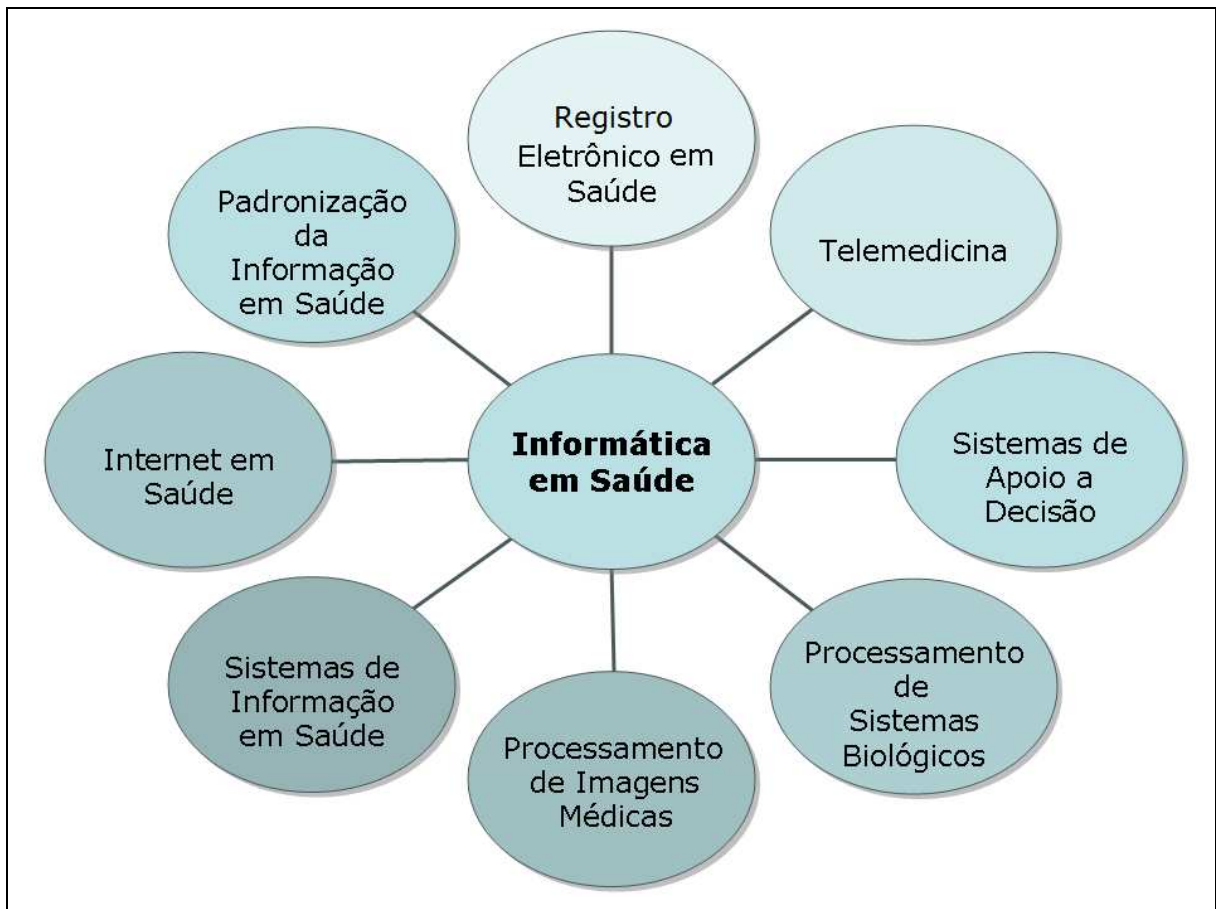 Registro
Eletrônico em
Saúde
Telemedicina
Sistemas de
Apoio a
Decisão
Processamento
de
Sistemas
Biológicos
Processamento
de Imagens
Médicas
Sistemas de
Informação
em Saúde
Internet em
Saúde
Padronização
da
Informação
em Saúde
Informática
em Saúde